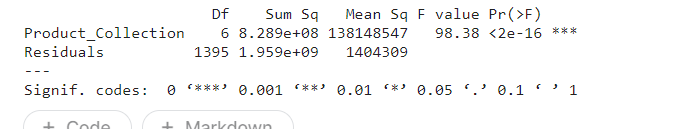 Df Sum Sq Mean Sq F value Pr(>F)
Product_Collection 6 8.289e+08 138148547 98.38 <2e-16 ***
Residuals 1395 1.959e+09 1404309
---
Signif. codes: 0 ‘***’ 0.001 ‘**’ 0.01 ‘*’ 0.05 ‘.’ 0.1 ‘ ’ 1
+ Code + Markdown